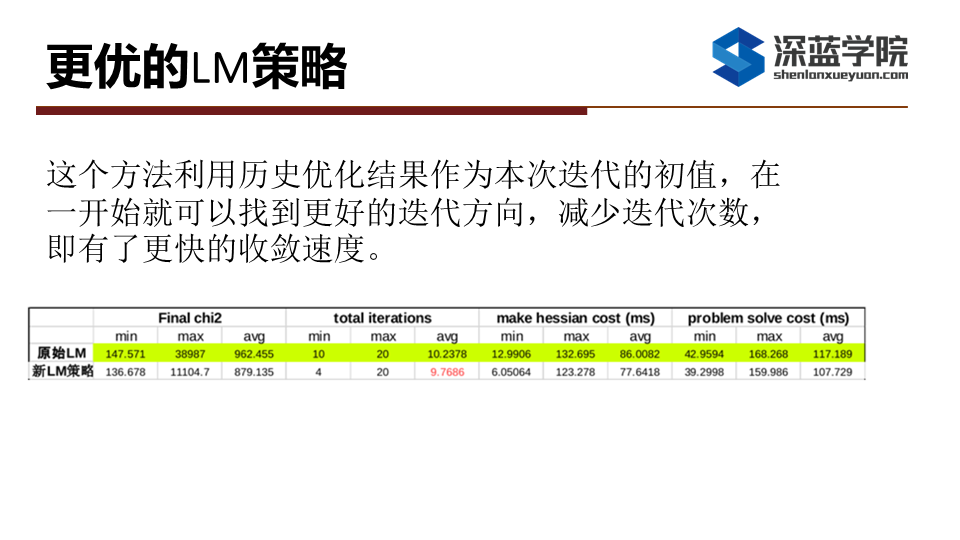 更优的LM策略
深蓝学院
shenlanxueyuan.com
这个方法利用历史优化结果作为本次迭代的初值，在
一开始就可以找到更好的迭代方向，减少迭代次数，
即有了更快的收敛速度。
Final chi2 total iterations make hessian cost (ms) problem solve cost (ms)
min max avg min max avg min max avg min max avg
原始LM 147.571 38987 962.455 10 20 10.2378 12.9906 132.695 86.0082 42.9594 168.268 117.189
新LM策略 136.678 11104.7 879.135 4 20 9.7686 6.05064 123.278 77.6418 39.2998 159.986 107.729